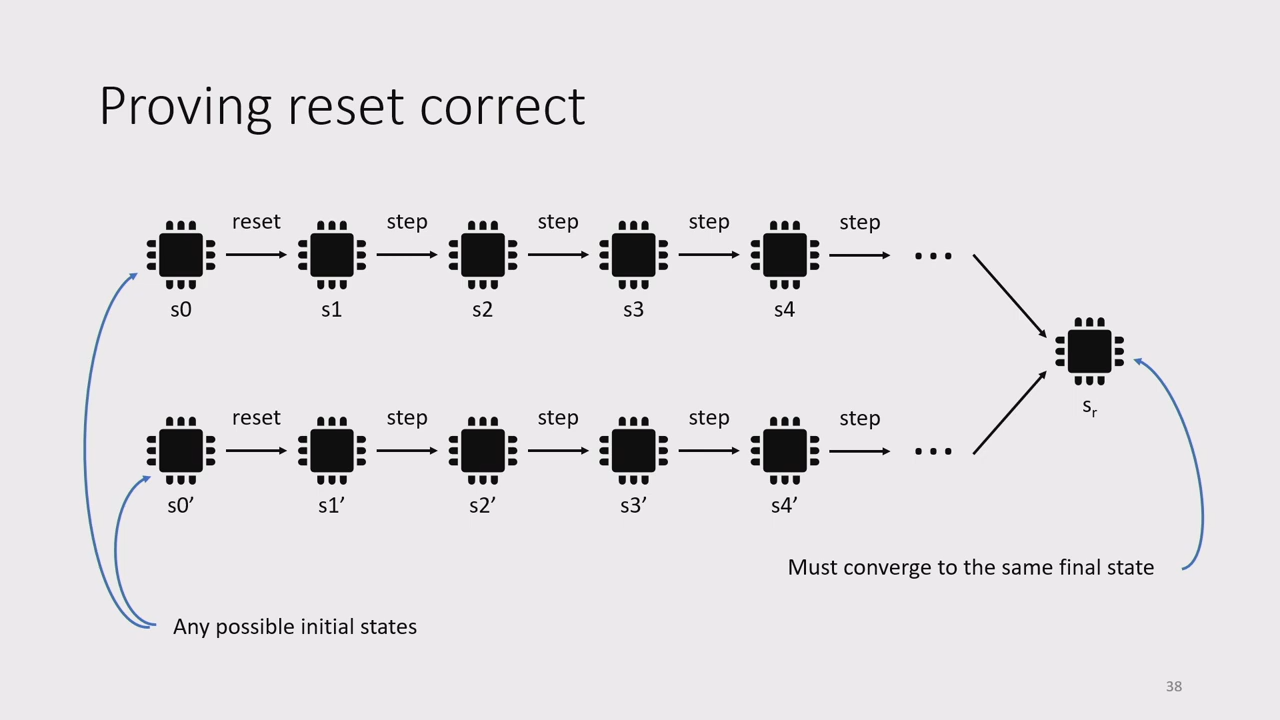 Proving reset correct
reset step step step step
...
s0 s1 s2 s3 s4
sr
reset step step step step
...
s0’ s1’ s2’ s3’ s4’
Must converge to the same final state
Any possible initial states
38